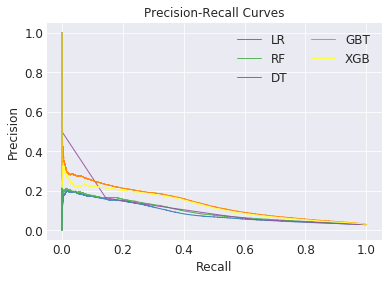 Precision-Recall Curves
1.0
0.8
0.6
0.4
0.2
0.0
Precision
LR
RF
DT
GBT
XGB
0.0 0.2 0.4 0.6 0.8 1.0
Recall